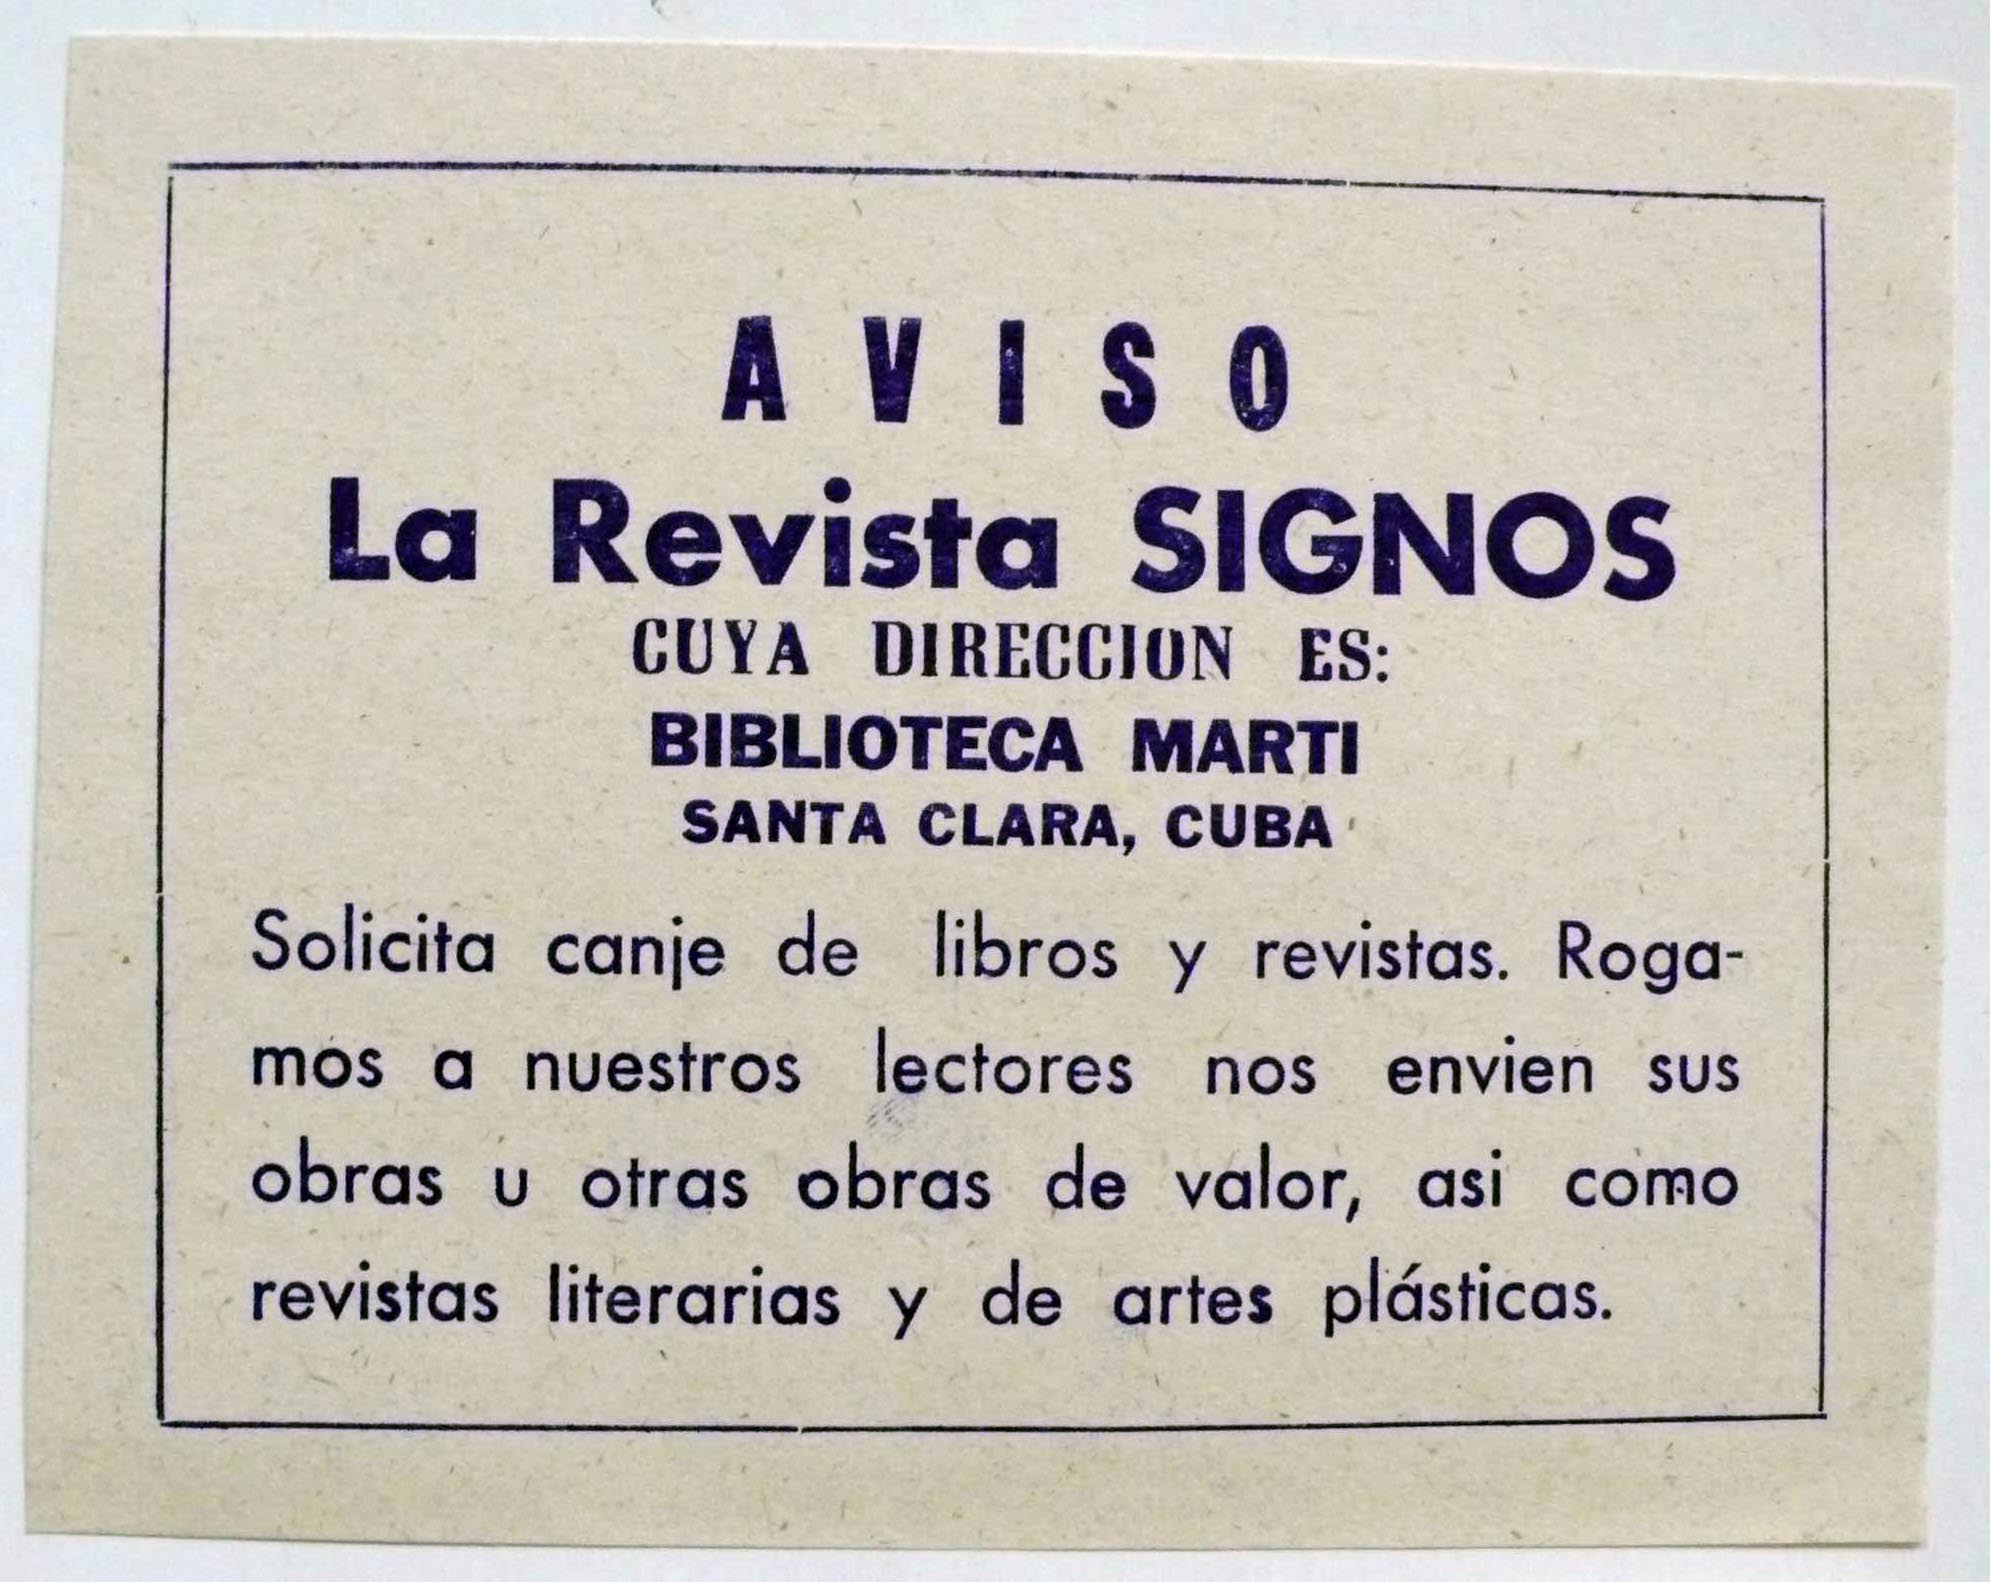 AVISO
La Revista SIGNOS
CUYA DIRECCION ES:
BIBLIOTECA MARTI
SANTA CLARA, CUBA
Solicita canje de libros y revistas. Roga-
mos a nuestros lectores nos envien sus
obras u otras obras de valor, asi como
revistas literarias y de artes plásticas.